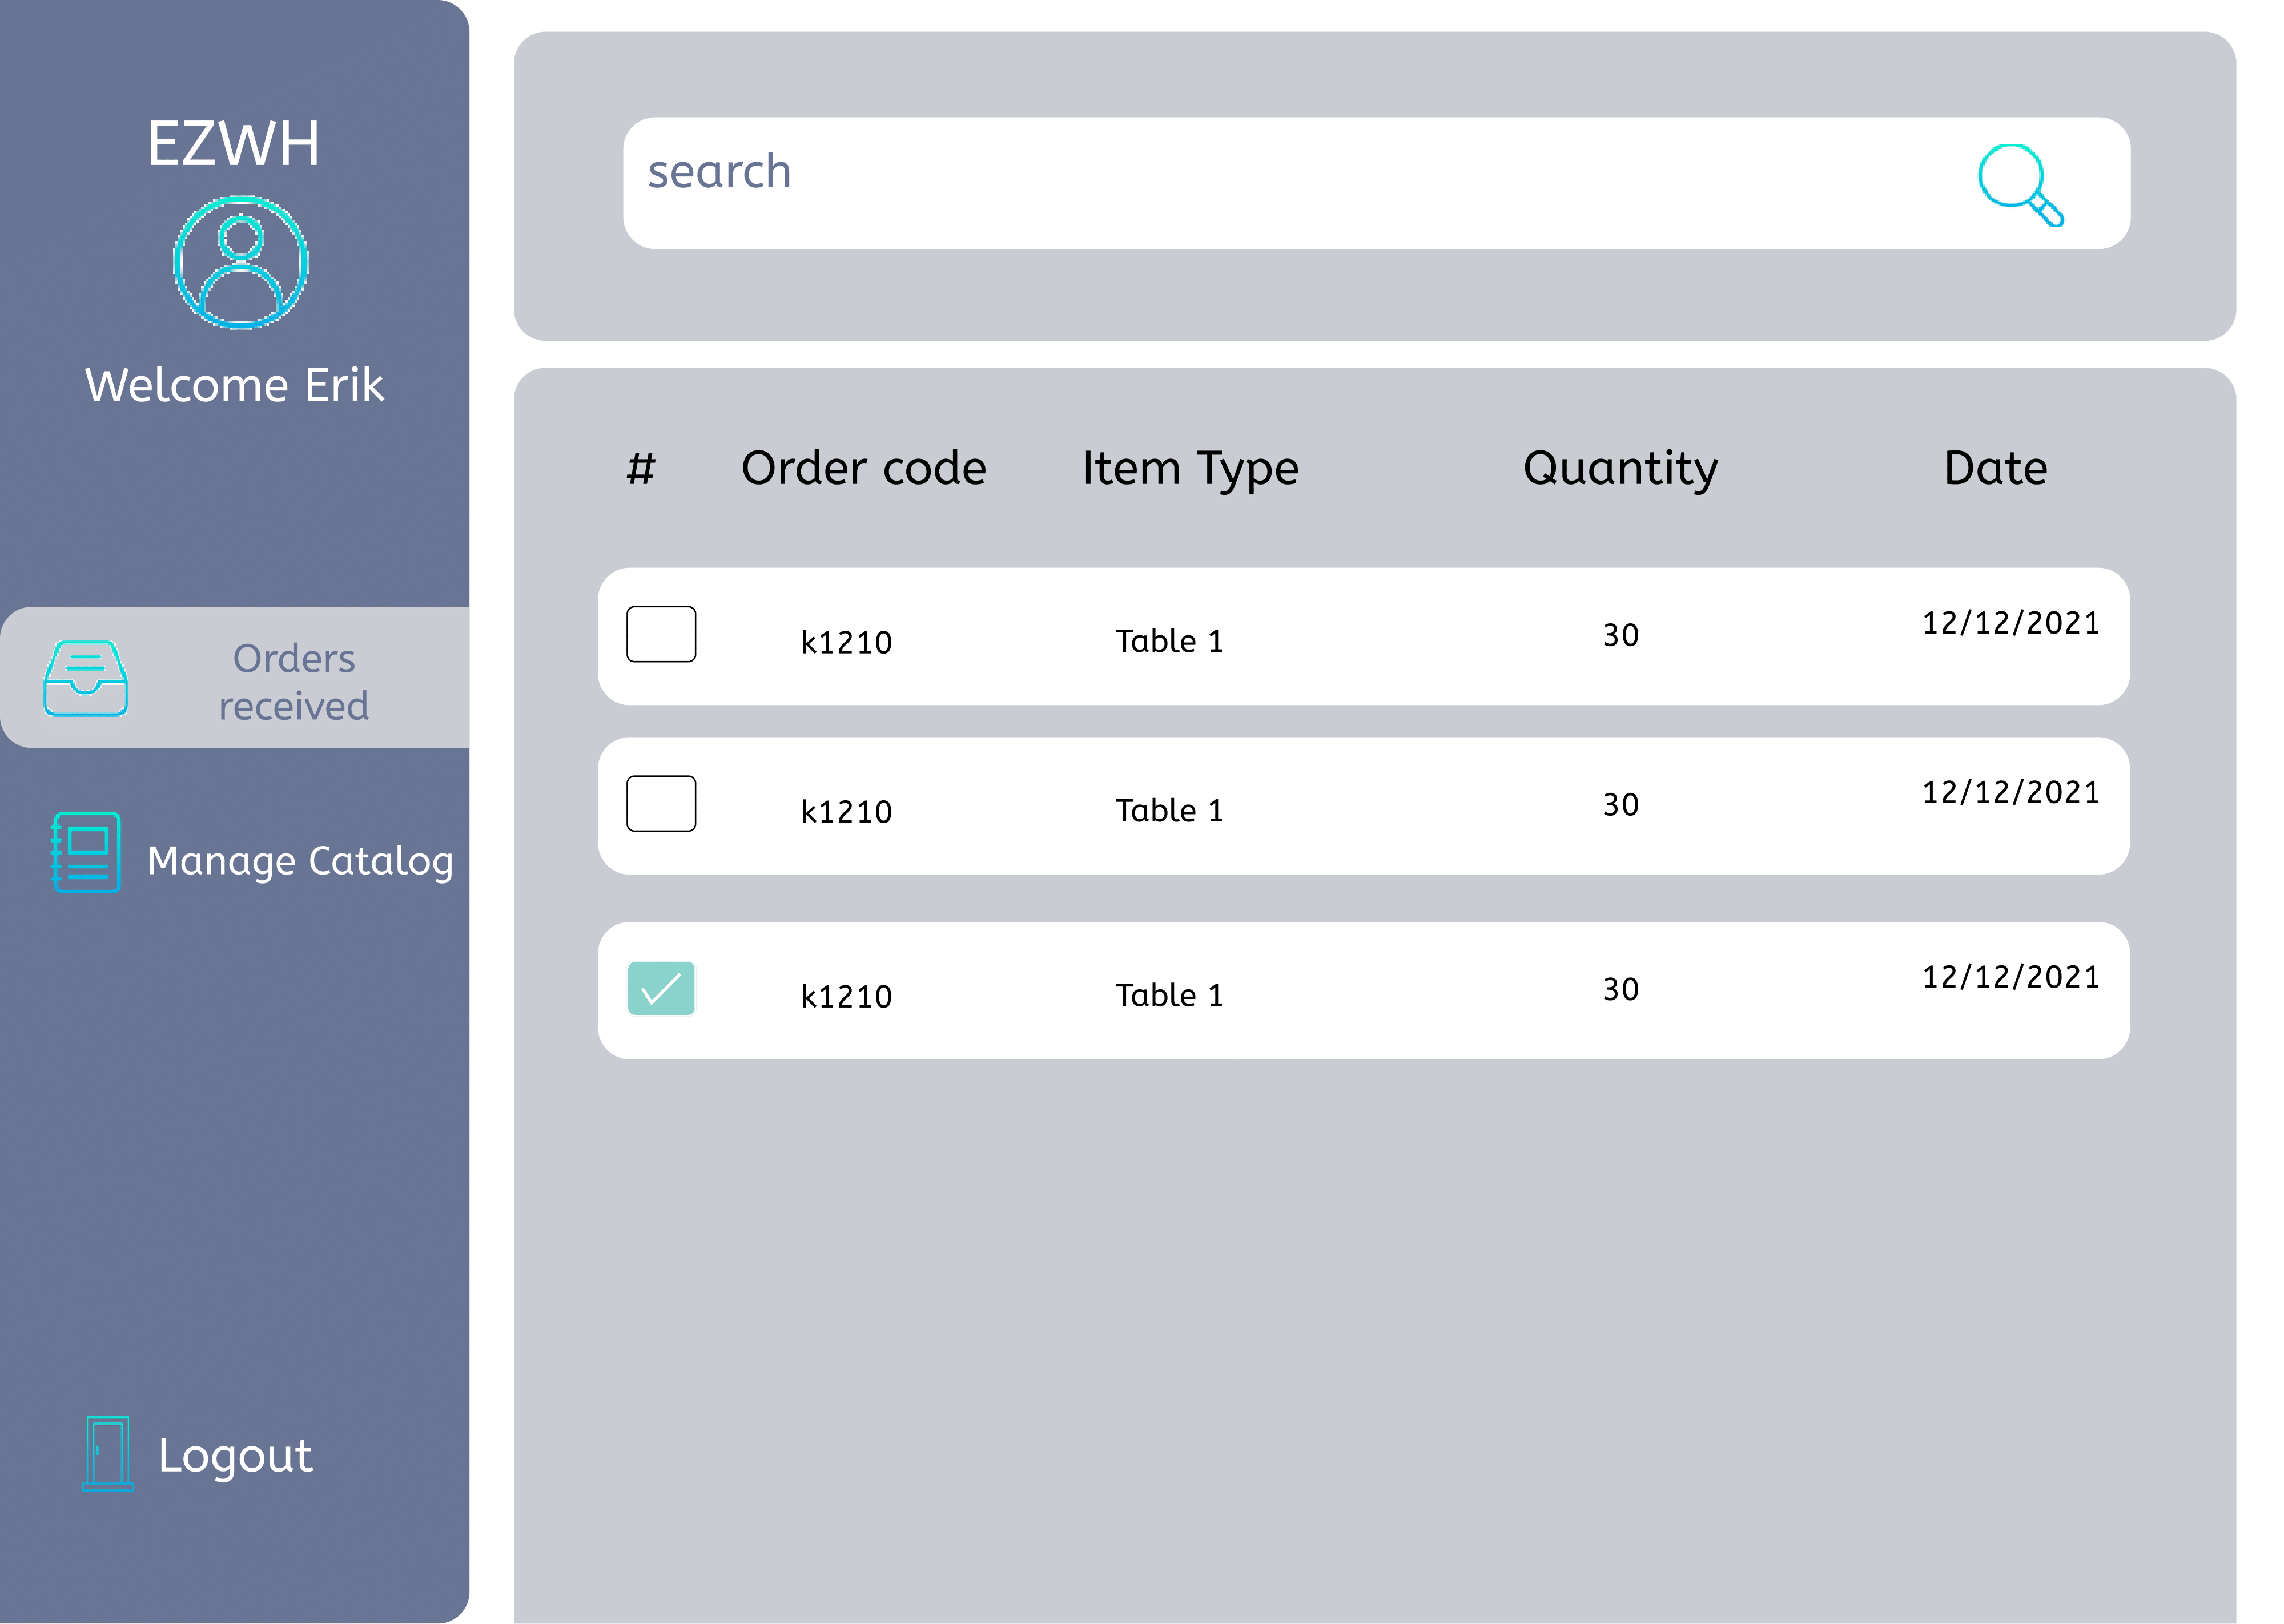 EZWH
Welcome Erik
Orders
received
Manage Catalog
Logout
search
# Order code Item Type Quantity Date
k1210 Table 1 30 12/12/2021
k1210 Table 1 30 12/12/2021
k1210 Table 1 30 12/12/2021